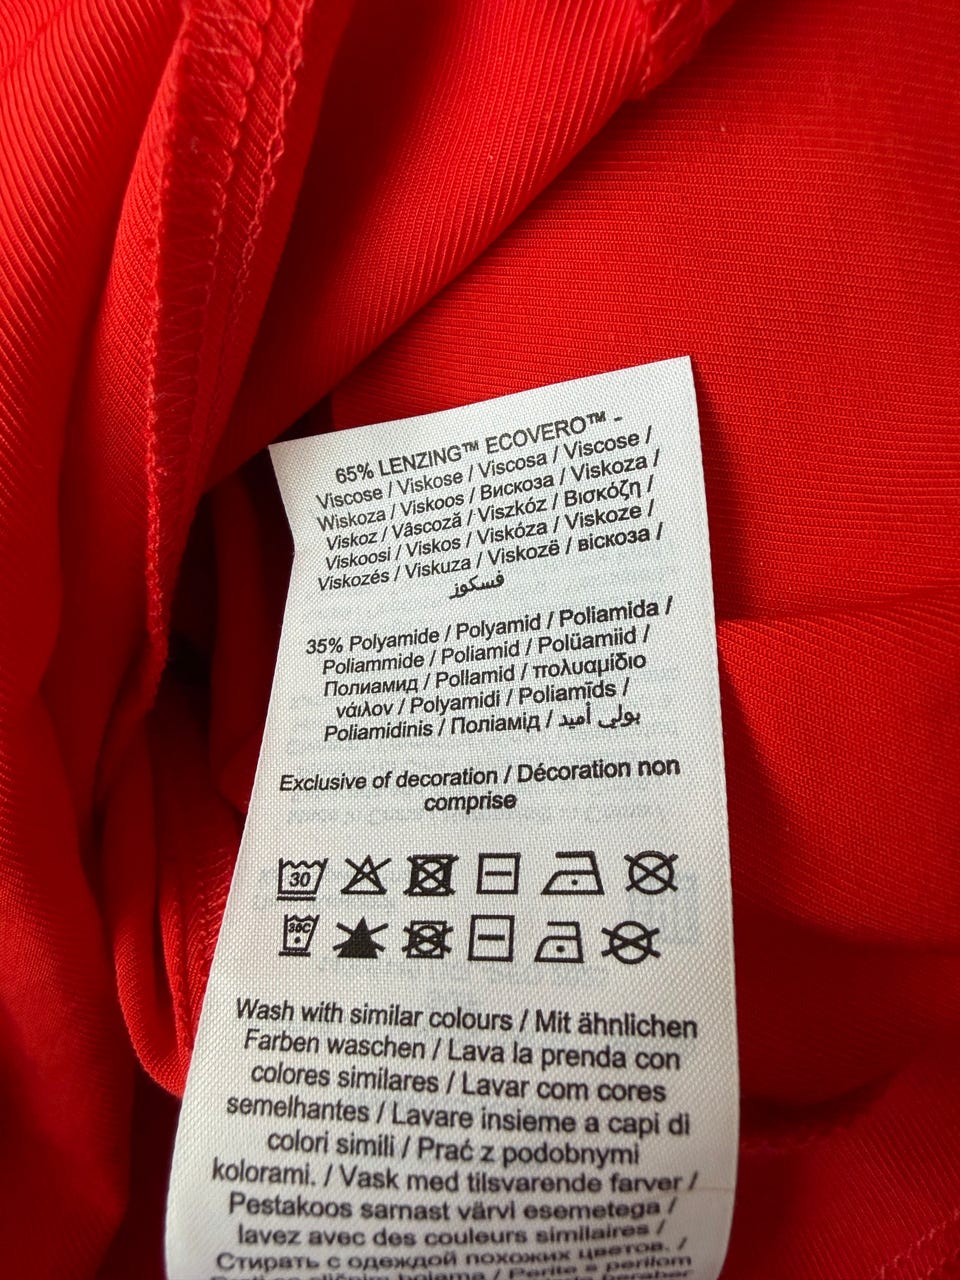 65% LENZING™ ECOVERO™ -
Viscose / Viskose / Viscosa / Viscose /
Wiskoza / Viskoos / Вискоза / Viskoza /
Viskoz / Vâscoză / Viszkóz / Βισκόζη /
Viskoosi / Viskos / Viskóza / Viskoze /
Viskozés / Viskuza / Viskozë / віскоза /
فسكوز
35% Polyamide / Polyamid / Poliamida /
Poliammide / Poliamid / Polüamiid /
Полиамид / Poliamid / πολυαμίδιο
νάιλον / Polyamidi / Poliamīds /
Poliamidinis / Поліамід / بولي أميد
Exclusive of decoration / Décoration non
comprise
30
30C
Wash with similar colours / Mit ähnlichen
Farben waschen / Lava la prenda con
colores similares / Lavar com cores
semelhantes / Lavare insieme a capi di
colori simili / Prać z podobnymi
kolorami. / Vask med tilsvarende farver /
Pestakoos sarnast värvi esemetega /
lavez avec des couleurs similaires /
Стирать с одеждой похожих цветов. /